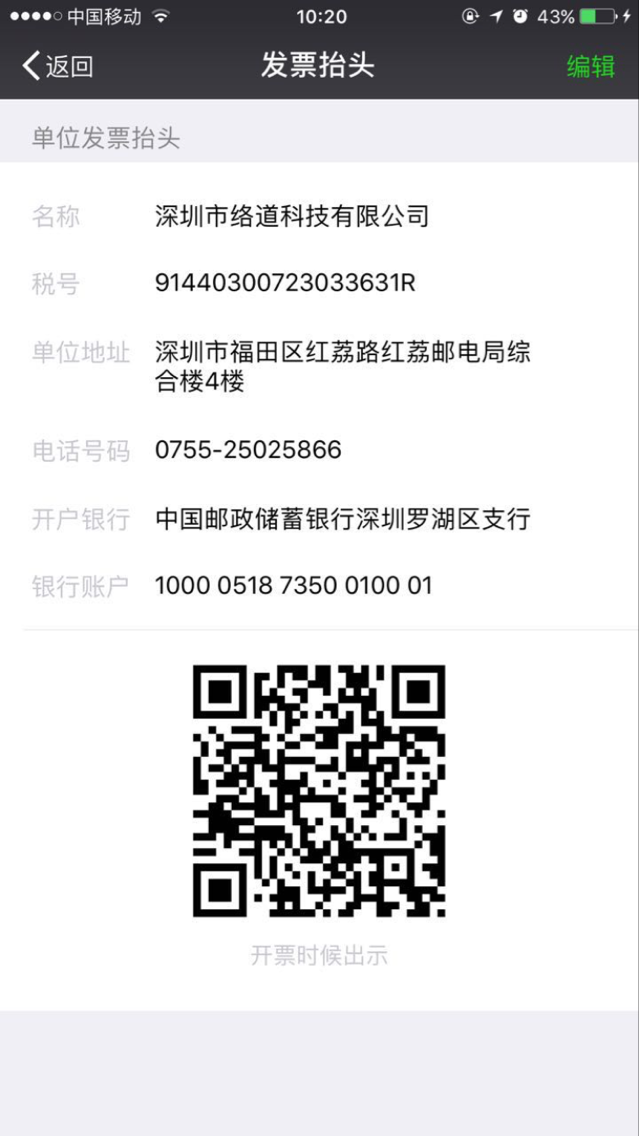 中国移动 10:20 43%
返回 发票抬头 编辑
单位发票抬头
名称 深圳市络道科技有限公司
税号 91440300723033631R
单位地址 深圳市福田区红荔路红荔邮电局综
合楼4楼
电话号码 0755-25025866
开户银行 中国邮政储蓄银行深圳罗湖区支行
银行账户 1000 0518 7350 0100 01
开票时候出示